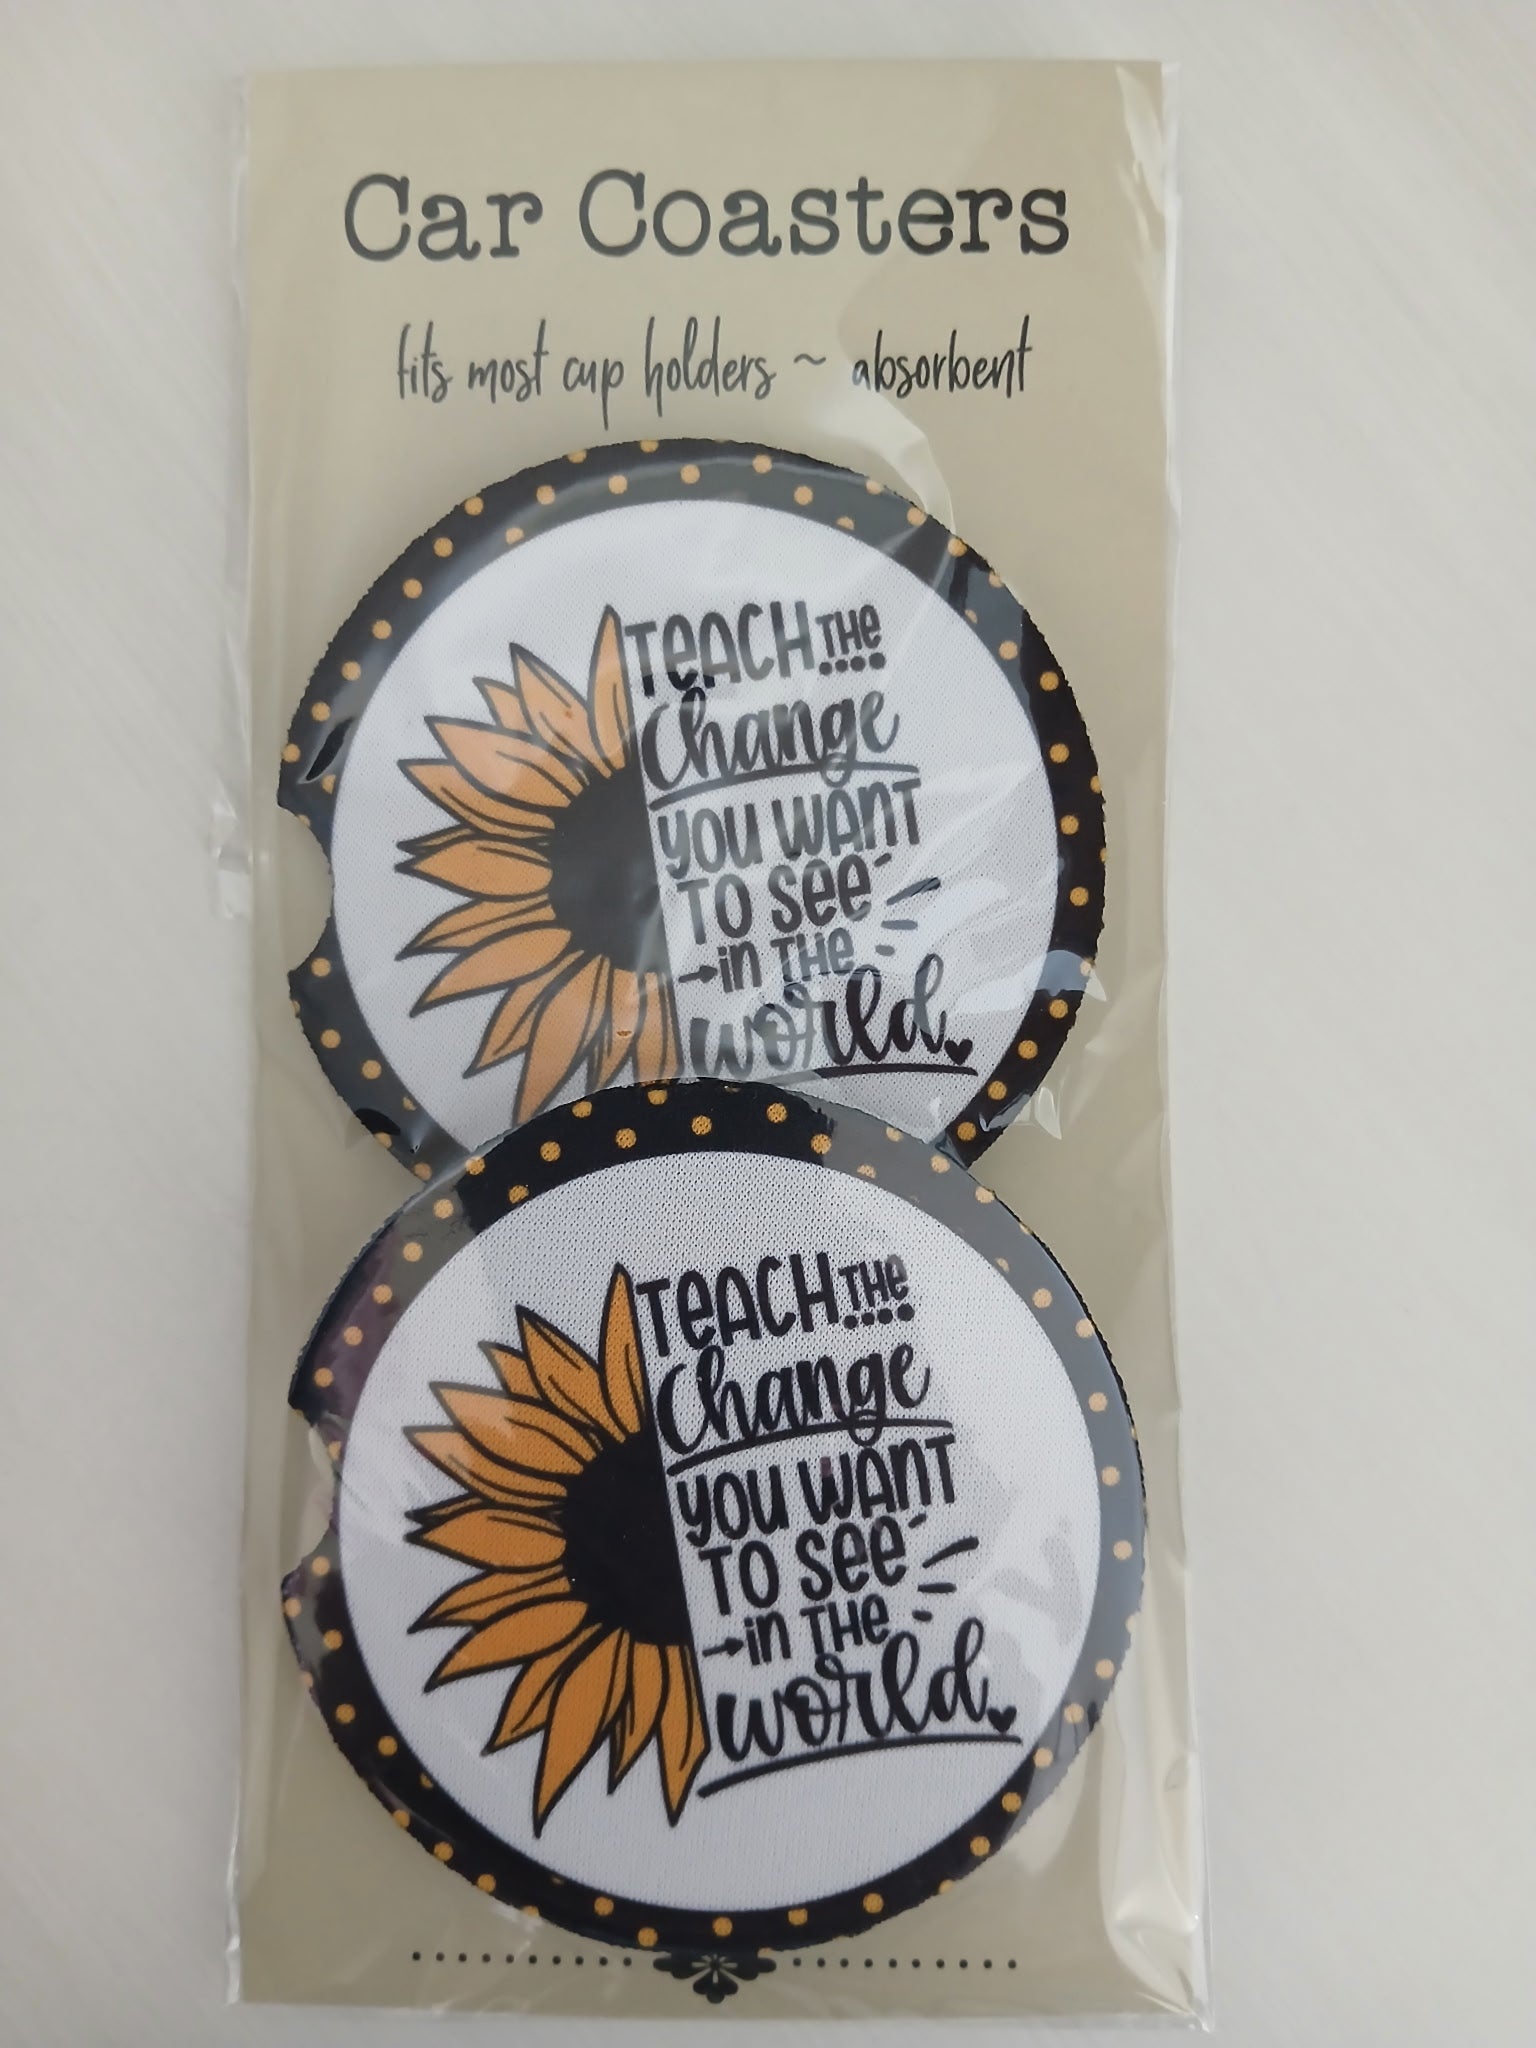 Car Coasters
fits most cup holders ~ absorbent
TEACH THE
Change
YOU WANT
TO SEE
in THE
world.
TEACH THE
Change
YOU WANT
TO SEE
in THE
world.